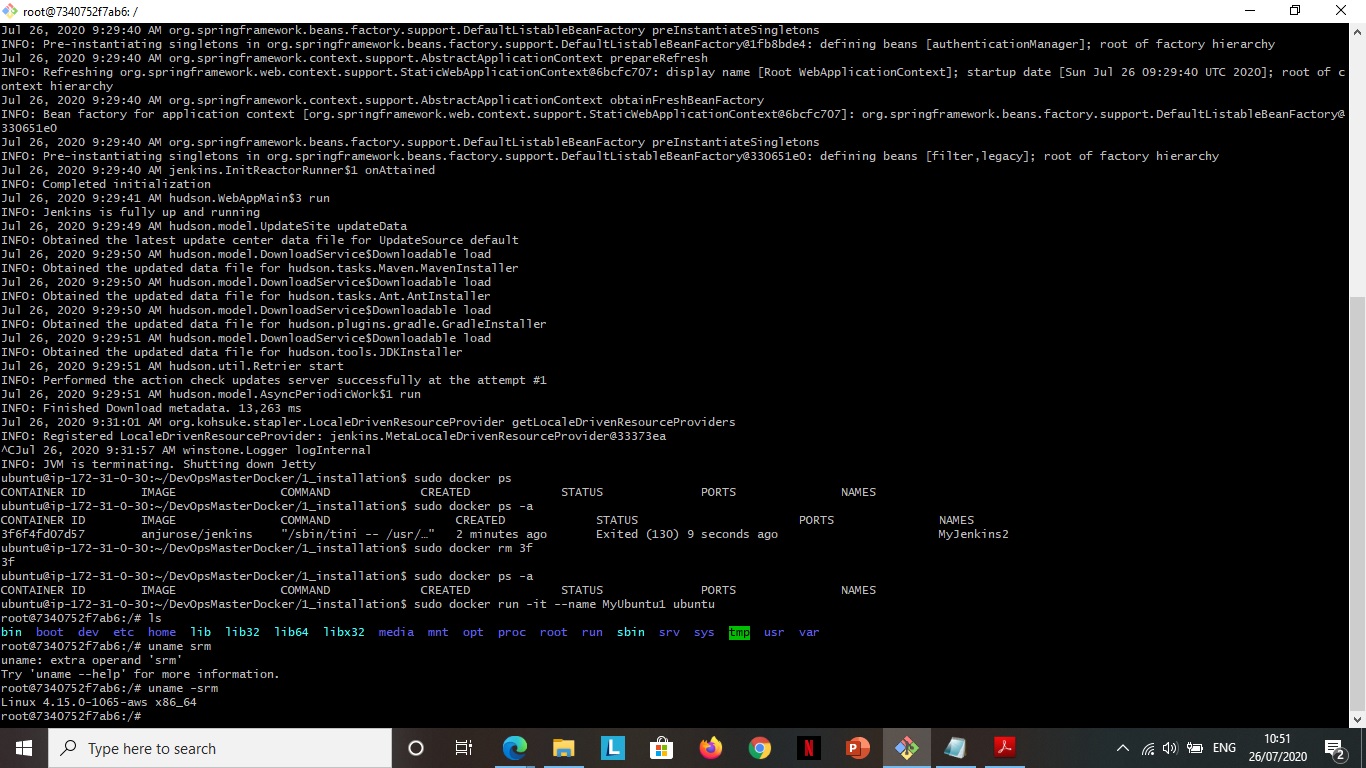 root@7340752f7ab6: /
Jul 26, 2020 9:29:40 AM org.springframework.beans.factory.support.DefaultListableBeanFactory preInstantiateSingletons
INFO: Pre-instantiating singletons in org.springframework.beans.factory.support.DefaultListableBeanFactory@1fb8bde4: defining beans [authenticationManager]; root of factory hierarchy
Jul 26, 2020 9:29:40 AM org.springframework.context.support.AbstractApplicationContext prepareRefresh
INFO: Refreshing org.springframework.web.context.support.StaticWebApplicationContext@6bcfc707: display name [Root WebApplicationContext]; startup date [Sun Jul 26 09:29:40 UTC 2020]; root of c
ontext hierarchy
Jul 26, 2020 9:29:40 AM org.springframework.context.support.AbstractApplicationContext obtainFreshBeanFactory
INFO: Bean factory for application context [org.springframework.web.context.support.StaticWebApplicationContext@6bcfc707]: org.springframework.beans.factory.support.DefaultListableBeanFactory@
330651e0
Jul 26, 2020 9:29:40 AM org.springframework.beans.factory.support.DefaultListableBeanFactory preInstantiateSingletons
INFO: Pre-instantiating singletons in org.springframework.beans.factory.support.DefaultListableBeanFactory@330651e0: defining beans [filter,legacy]; root of factory hierarchy
Jul 26, 2020 9:29:40 AM jenkins.InitReactorRunner$1 onAttained
INFO: Completed initialization
Jul 26, 2020 9:29:41 AM hudson.WebAppMain$3 run
INFO: Jenkins is fully up and running
Jul 26, 2020 9:29:49 AM hudson.model.UpdateSite updateData
INFO: Obtained the latest update center data file for UpdateSource default
Jul 26, 2020 9:29:50 AM hudson.model.DownloadService$Downloadable load
INFO: Obtained the updated data file for hudson.tasks.Maven.MavenInstaller
Jul 26, 2020 9:29:50 AM hudson.model.DownloadService$Downloadable load
INFO: Obtained the updated data file for hudson.tasks.Ant.AntInstaller
Jul 26, 2020 9:29:50 AM hudson.model.DownloadService$Downloadable load
INFO: Obtained the updated data file for hudson.plugins.gradle.GradleInstaller
Jul 26, 2020 9:29:51 AM hudson.model.DownloadService$Downloadable load
INFO: Obtained the updated data file for hudson.tools.JDKInstaller
Jul 26, 2020 9:29:51 AM hudson.util.Retrier start
INFO: Performed the action check updates server successfully at the attempt #1
Jul 26, 2020 9:29:51 AM hudson.model.AsyncPeriodicWork$1 run
INFO: Finished Download metadata. 13,263 ms
Jul 26, 2020 9:31:01 AM org.kohsuke.stapler.LocaleDrivenResourceProvider getLocaleDrivenResourceProviders
INFO: Registered LocaleDrivenResourceProvider: jenkins.MetaLocaleDrivenResourceProvider@33373ea
^CJul 26, 2020 9:31:57 AM winstone.Logger logInternal
INFO: JVM is terminating. Shutting down Jetty
ubuntu@ip-172-31-0-30:~/DevOpsMasterDocker/1_installation$ sudo docker ps
CONTAINER ID IMAGE COMMAND CREATED STATUS PORTS NAMES
ubuntu@ip-172-31-0-30:~/DevOpsMasterDocker/1_installation$ sudo docker ps -a
CONTAINER ID IMAGE COMMAND CREATED STATUS PORTS NAMES
3f6f4fd07d57 anjurose/jenkins "/sbin/tini -- /usr/…" 2 minutes ago Exited (130) 9 seconds ago MyJenkins2
ubuntu@ip-172-31-0-30:~/DevOpsMasterDocker/1_installation$ sudo docker rm 3f
3f
ubuntu@ip-172-31-0-30:~/DevOpsMasterDocker/1_installation$ sudo docker ps -a
CONTAINER ID IMAGE COMMAND CREATED STATUS PORTS NAMES
ubuntu@ip-172-31-0-30:~/DevOpsMasterDocker/1_installation$ sudo docker run -it --name MyUbuntu1 ubuntu
root@7340752f7ab6:/# ls
bin boot dev etc home lib lib32 lib64 libx32 media mnt opt proc root run sbin srv sys tmp usr var
root@7340752f7ab6:/# uname srm
uname: extra operand 'srm'
Try 'uname --help' for more information.
root@7340752f7ab6:/# uname -srm
Linux 4.15.0-1065-aws x86_64
root@7340752f7ab6:/#
Type here to search
L
N
P
ENG
10:51
26/07/2020
2